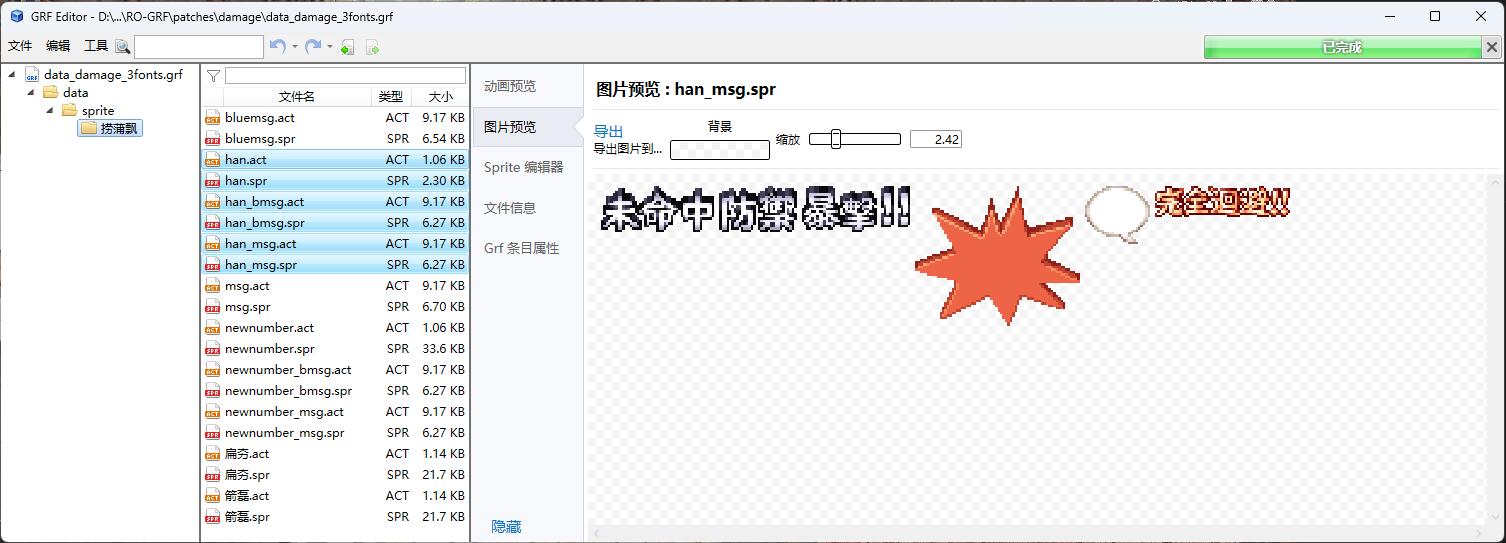 GRF Editor - D:\...\RO-GRF\patches\damage\data_damage_3fonts.grf
文件 编辑 工具
已完成
data_damage_3fonts.grf
data
sprite
捞蒲飘
文件名 类型 大小
bluemsg.act ACT 9.17 KB
bluemsg.spr SPR 6.54 KB
han.act ACT 1.06 KB
han.spr SPR 2.30 KB
han_bmsg.act ACT 9.17 KB
han_bmsg.spr SPR 6.27 KB
han_msg.act ACT 9.17 KB
han_msg.spr SPR 6.27 KB
msg.act ACT 9.17 KB
msg.spr SPR 6.70 KB
newnumber.act ACT 1.06 KB
newnumber.spr SPR 33.6 KB
newnumber_bmsg.act ACT 9.17 KB
newnumber_bmsg.spr SPR 6.27 KB
newnumber_msg.act ACT 9.17 KB
newnumber_msg.spr SPR 6.27 KB
扁夯.act ACT 1.14 KB
扁夯.spr SPR 21.7 KB
箭磊.act ACT 1.14 KB
箭磊.spr SPR 21.7 KB
动画预览
图片预览
Sprite 编辑器
文件信息
Grf 条目属性
隐藏
图片预览 : han_msg.spr
导出
导出图片到...
背景
缩放
2.42
未命中防禦暴擊!!
完全迴避!!